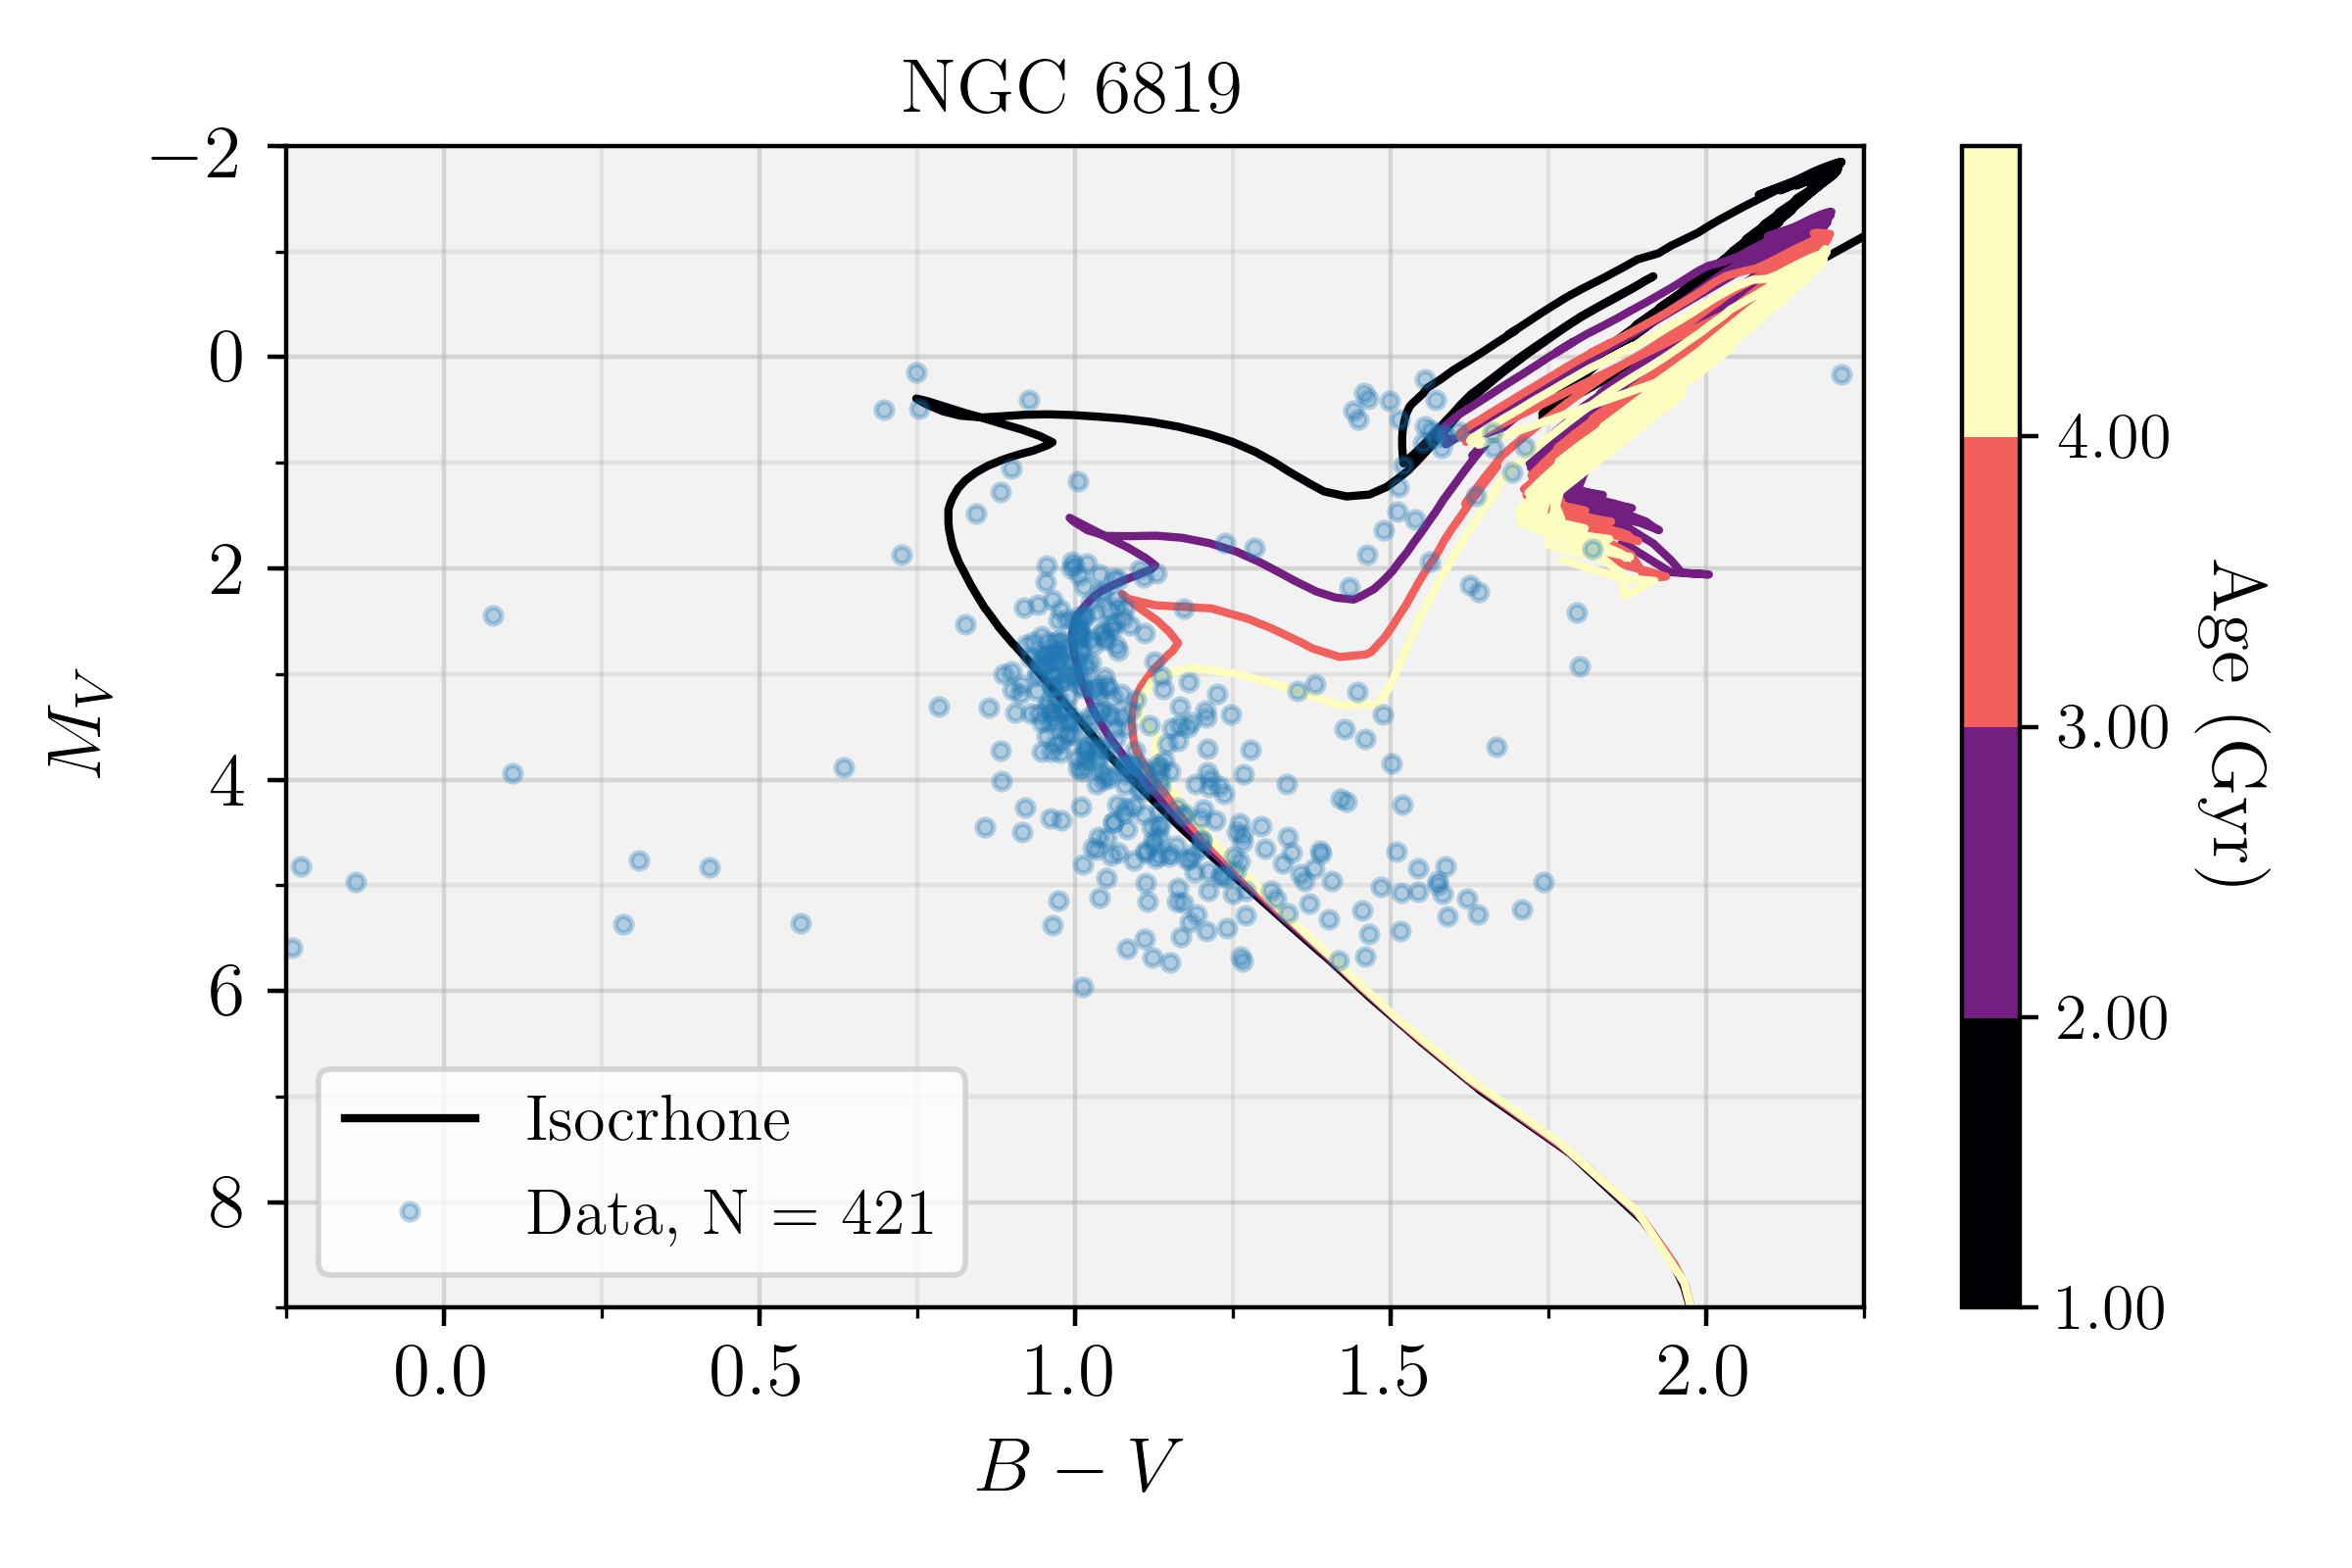 NGC 6819
−2
0
2
4
6
8
M_V
0.0 0.5 1.0 1.5 2.0
B − V
Isocrhone
Data, N = 421
4.00
3.00
2.00
1.00
Age (Gyr)